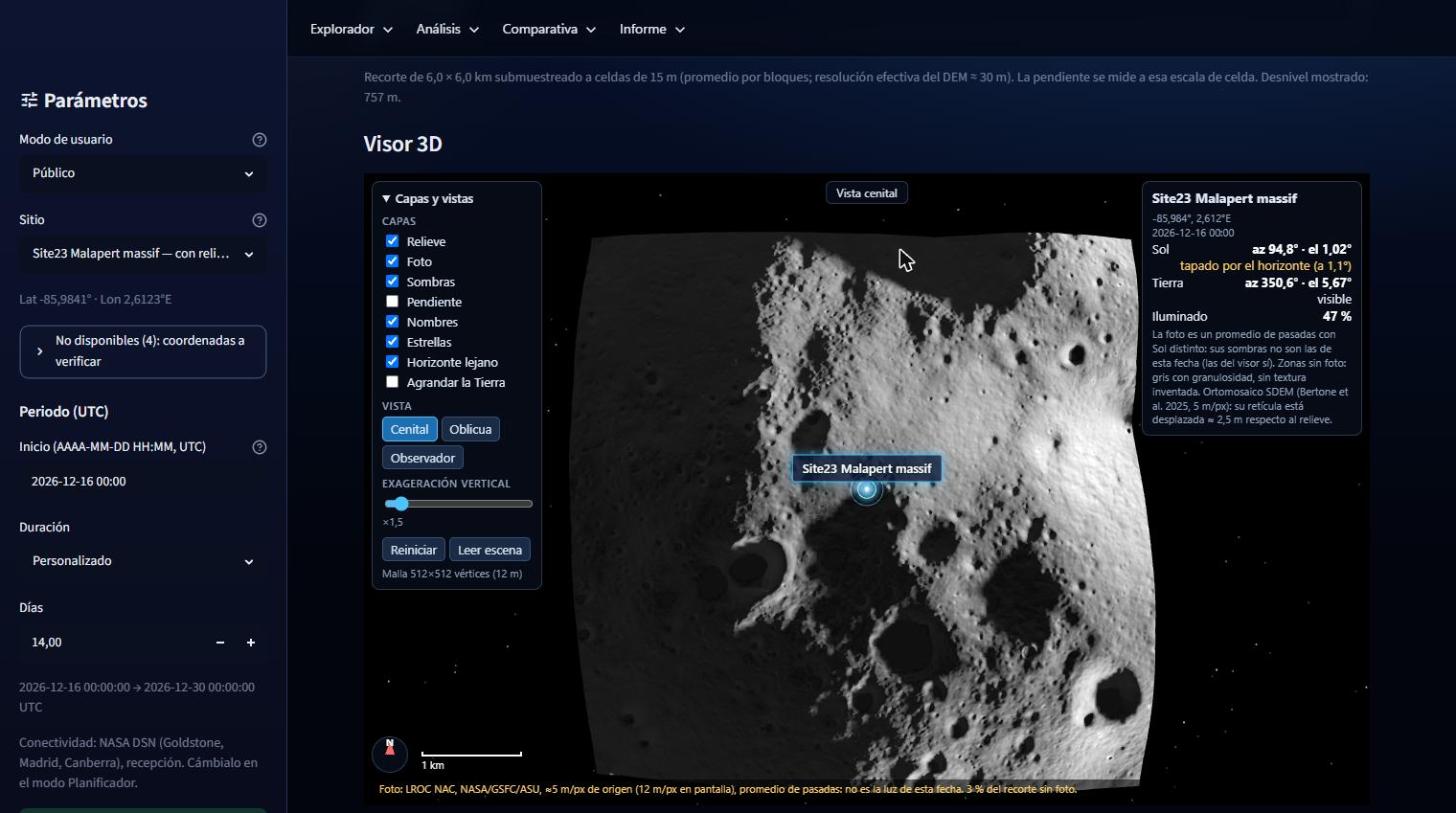 Explorador
Análisis
Comparativa
Informe
Parámetros
Modo de usuario
Público
Sitio
Site23 Malapert massif — con reli...
Lat -85,9841° · Lon 2,6123°E
No disponibles (4): coordenadas a
verificar
Periodo (UTC)
Inicio (AAAA-MM-DD HH:MM, UTC)
2026-12-16 00:00
Duración
Personalizado
Días
14,00
2026-12-16 00:00:00 → 2026-12-30 00:00:00
UTC
Conectividad: NASA DSN (Goldstone,
Madrid, Canberra), recepción. Cámbialo en
el modo Planificador.
Recorte de 6,0 × 6,0 km submuestreado a celdas de 15 m (promedio por bloques; resolución efectiva del DEM ≈ 30 m). La pendiente se mide a esa escala de celda. Desnivel mostrado:
757 m.
Visor 3D
▼ Capas y vistas
CAPAS
Relieve
Foto
Sombras
Pendiente
Nombres
Estrellas
Horizonte lejano
Agrandar la Tierra
VISTA
Cenital
Oblicua
Observador
EXAGERACIÓN VERTICAL
×1,5
Reiniciar
Leer escena
Malla 512×512 vértices (12 m)
Vista cenital
Site23 Malapert massif
Site23 Malapert massif
-85,984°, 2,612°E
2026-12-16 00:00
Sol az 94,8° · el 1,02°
tapado por el horizonte (a 1,1°)
Tierra az 350,6° · el 5,67°
visible
Iluminado 47 %
La foto es un promedio de pasadas con
Sol distinto: sus sombras no son las de
esta fecha (las del visor sí). Zonas sin foto:
gris con granulosidad, sin textura
inventada. Ortomosaico SDEM (Bertone et
al. 2025, 5 m/px): su retícula está
desplazada ≈ 2,5 m respecto al relieve.
N
1 km
Foto: LROC NAC, NASA/GSFC/ASU, ≈5 m/px de origen (12 m/px en pantalla), promedio de pasadas: no es la luz de esta fecha. 3 % del recorte sin foto.